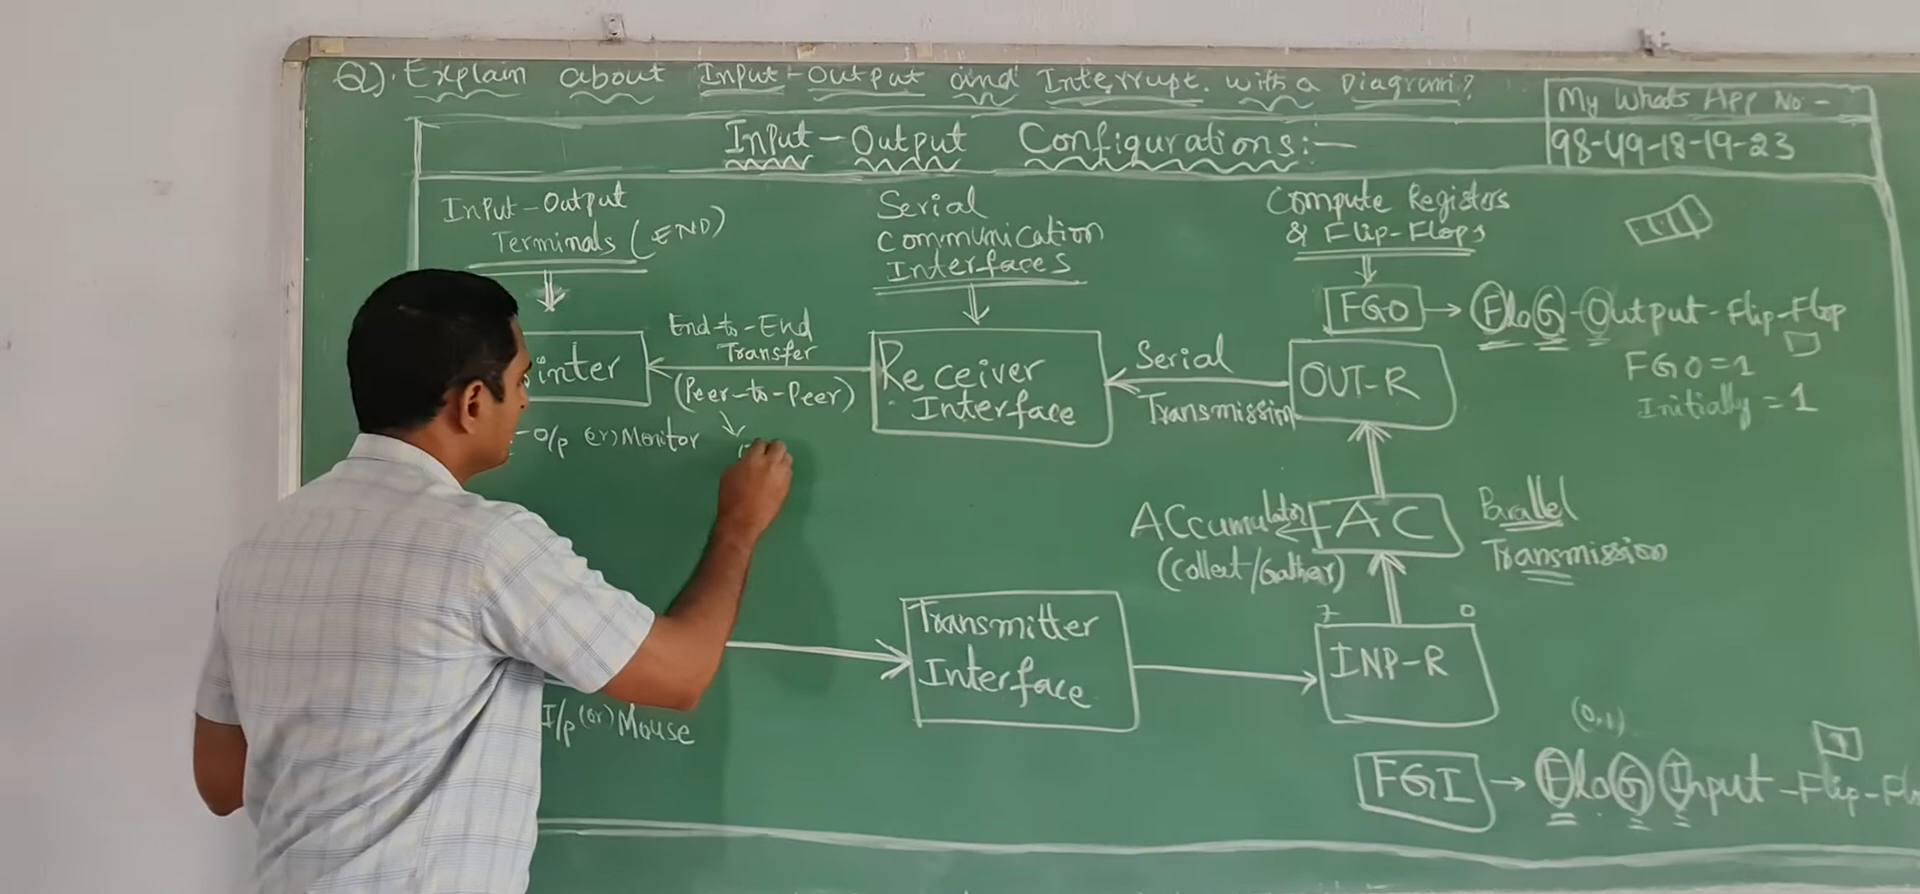 Q). Explain about Input-Output and Interrupt. with a Diagram?
My Whats App No:-
98-49-18-19-23
Input-Output Configurations:-
Input-Output
Terminals (END)
Serial
Communication
Interfaces
Compute Registers
& Flip-Flops
FGO → FlaG-Output-Flip-Flop
FGO=1
Initially = 1
End-to-End
Transfer
(Peer-to-Peer)
inter
Receiver
Interface
Serial
Transmission
OUT-R
-O/p (or) Monitor
Accumulator
(Collect/Gather)
AC
Parallel
Transmission
7 0
Transmitter
Interface
INP-R
I/p (or) Mouse
(0,1)
FGI → FlaG Input-Flip-Fl